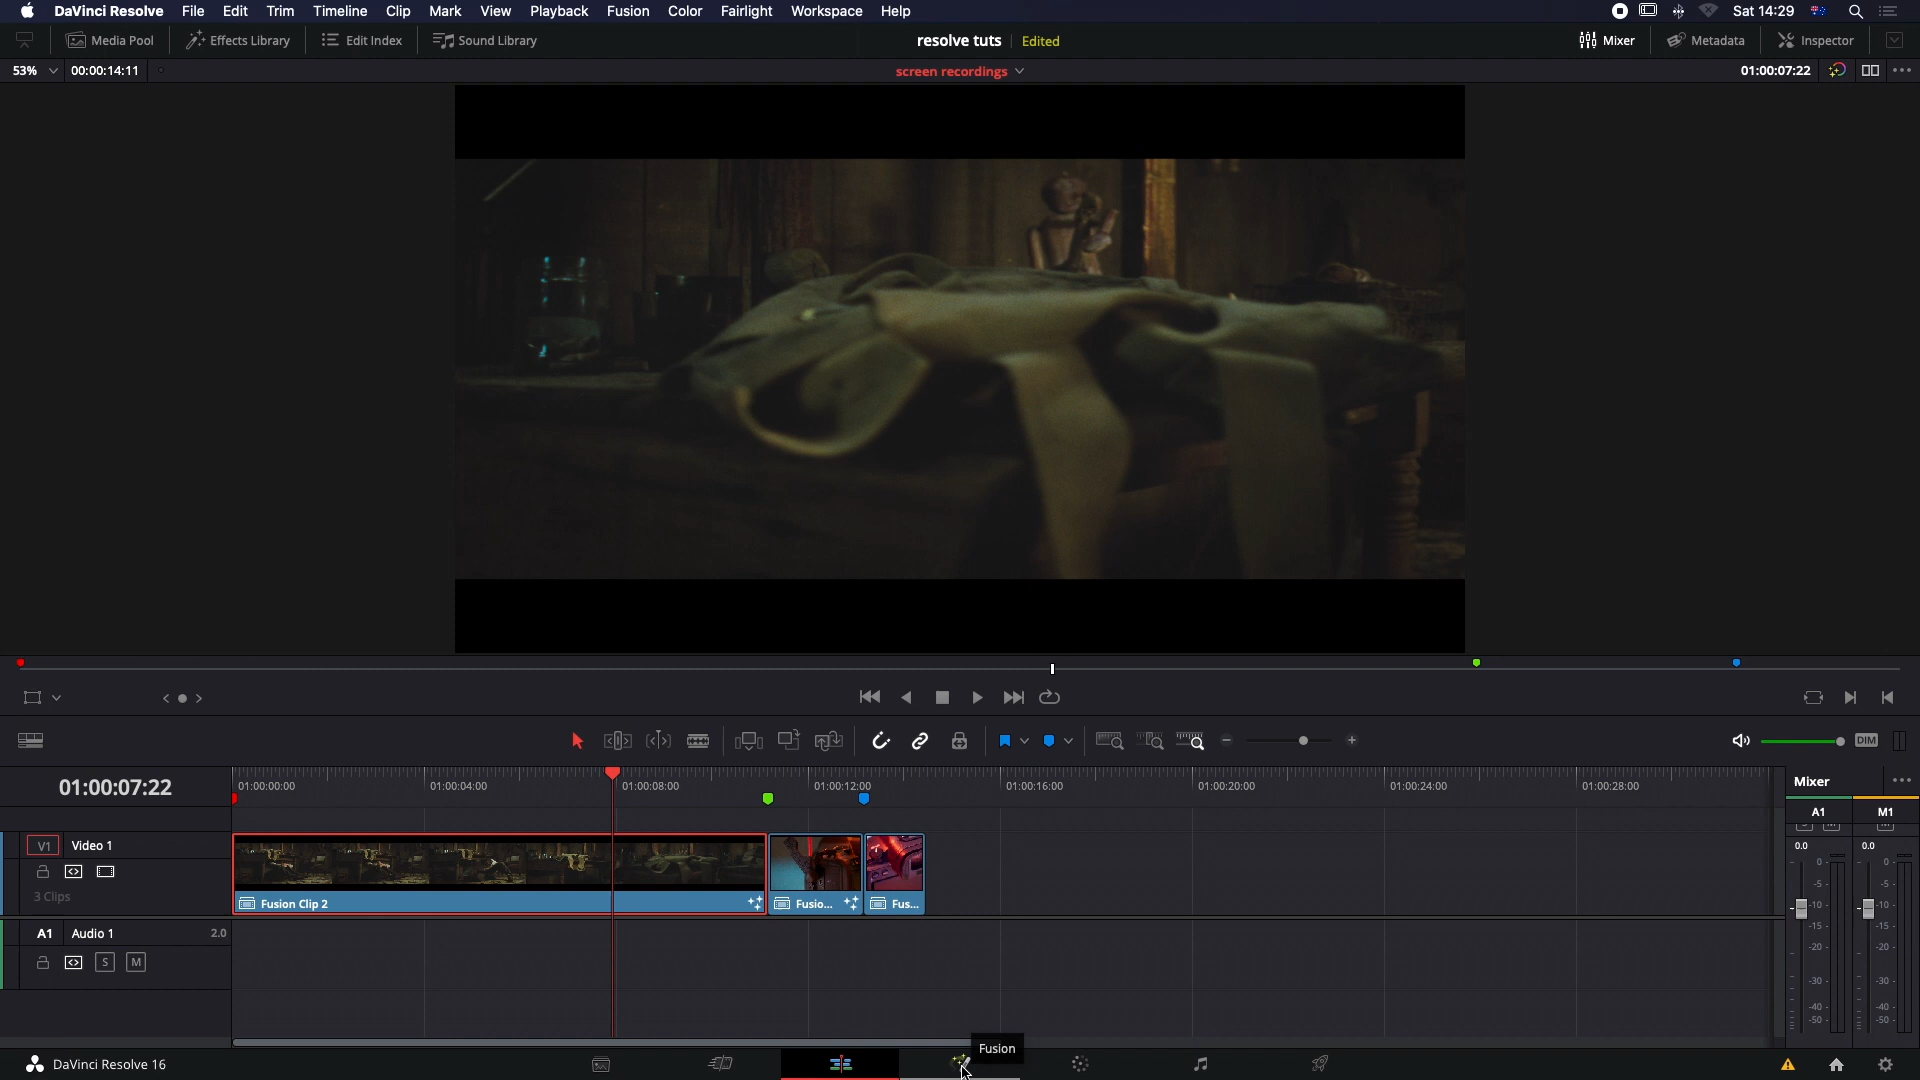 DaVinci Resolve File Edit Trim Timeline Clip Mark View Playback Fusion Color Fairlight Workspace Help Sat 14:29
Media Pool Effects Library Edit Index Sound Library resolve tuts Edited Mixer Metadata Inspector
53% 00:00:14:11 screen recordings 01:00:07:22
DIM
01:00:07:22 01:00:00:00 01:00:04:00 01:00:08:00 01:00:12:00 01:00:16:00 01:00:20:00 01:00:24:00 01:00:28:00 Mixer
A1 M1
V1 Video 1
0.0 0.0
3 Clips
Fusion Clip 2 Fusio... Fus...
A1 Audio 1 2.0
S M
0 -5 -10 -15 -20 -30 -40 -50
0 -5 -10 -15 -20 -30 -40 -50
Fusion
DaVinci Resolve 16